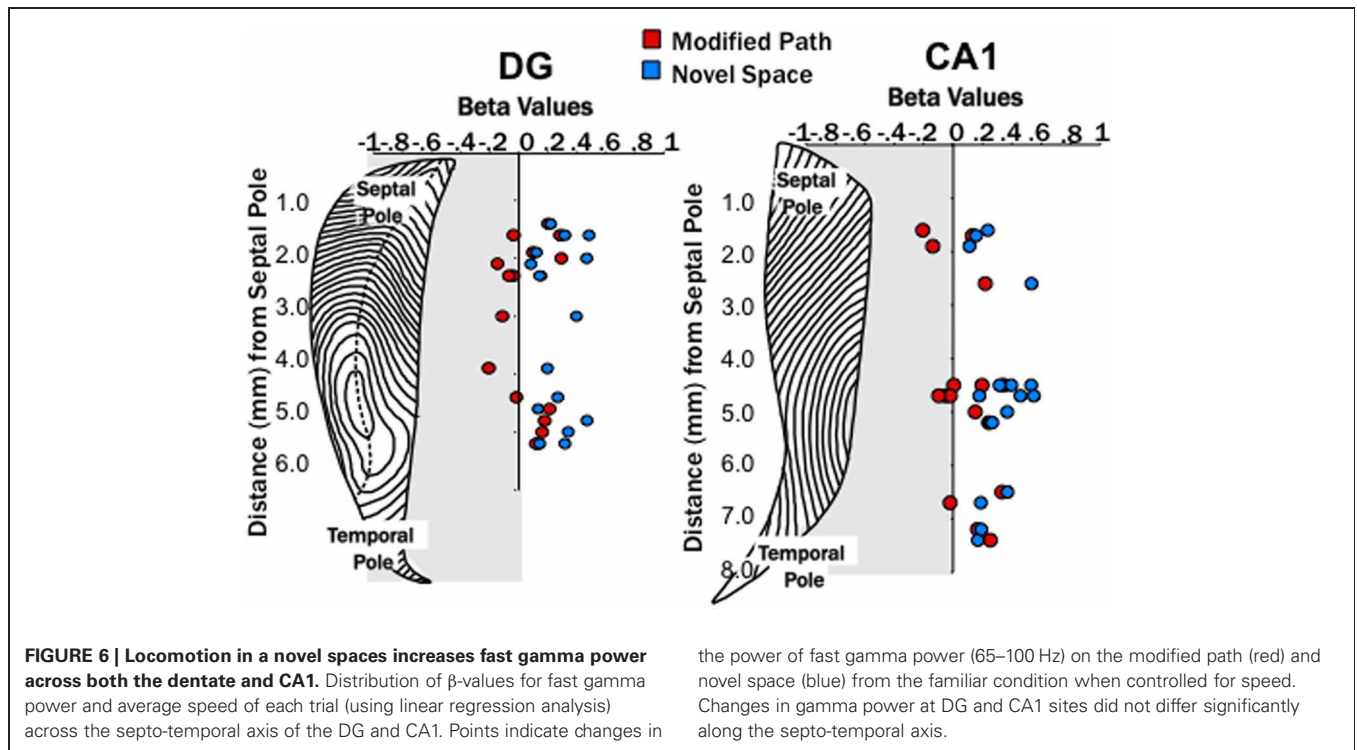 Modified Path
Novel Space
DG
Beta Values
-1 -.8 -.6 -.4 -.2 0 .2 .4 .6 .8 1
Distance (mm) from Septal Pole
1.0
2.0
3.0
4.0
5.0
6.0
Septal
Pole
Temporal
Pole
CA1
Beta Values
-1 -.8 -.6 -.4 -.2 0 .2 .4 .6 .8 1
Distance (mm) from Septal Pole
1.0
2.0
3.0
4.0
5.0
6.0
7.0
8.0
Septal
Pole
Temporal
Pole
FIGURE 6 | Locomotion in a novel spaces increases fast gamma power
across both the dentate and CA1. Distribution of β-values for fast gamma
power and average speed of each trial (using linear regression analysis)
across the septo-temporal axis of the DG and CA1. Points indicate changes in
the power of fast gamma power (65–100 Hz) on the modified path (red) and
novel space (blue) from the familiar condition when controlled for speed.
Changes in gamma power at DG and CA1 sites did not differ significantly
along the septo-temporal axis.